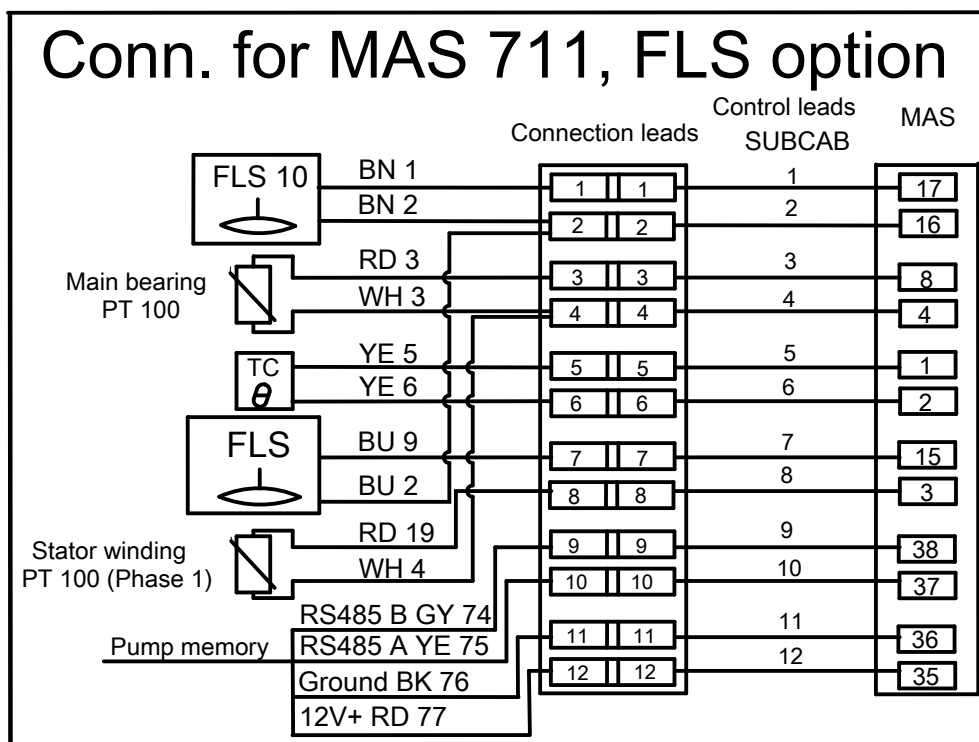 Conn. for MAS 711, FLS option
Connection leads
Control leads
SUBCAB
MAS
FLS 10
BN 1
1 1
1
17
BN 2
2 2
2
16
Main bearing
PT 100
RD 3
3 3
3
8
WH 3
4 4
4
4
TC
θ
YE 5
5 5
5
1
YE 6
6 6
6
2
FLS
BU 9
7 7
7
15
BU 2
8 8
8
3
Stator winding
PT 100 (Phase 1)
RD 19
9 9
9
38
WH 4
10 10
10
37
Pump memory
RS485 B GY 74
RS485 A YE 75
11 11
11
36
Ground BK 76
12 12
12
35
12V+ RD 77